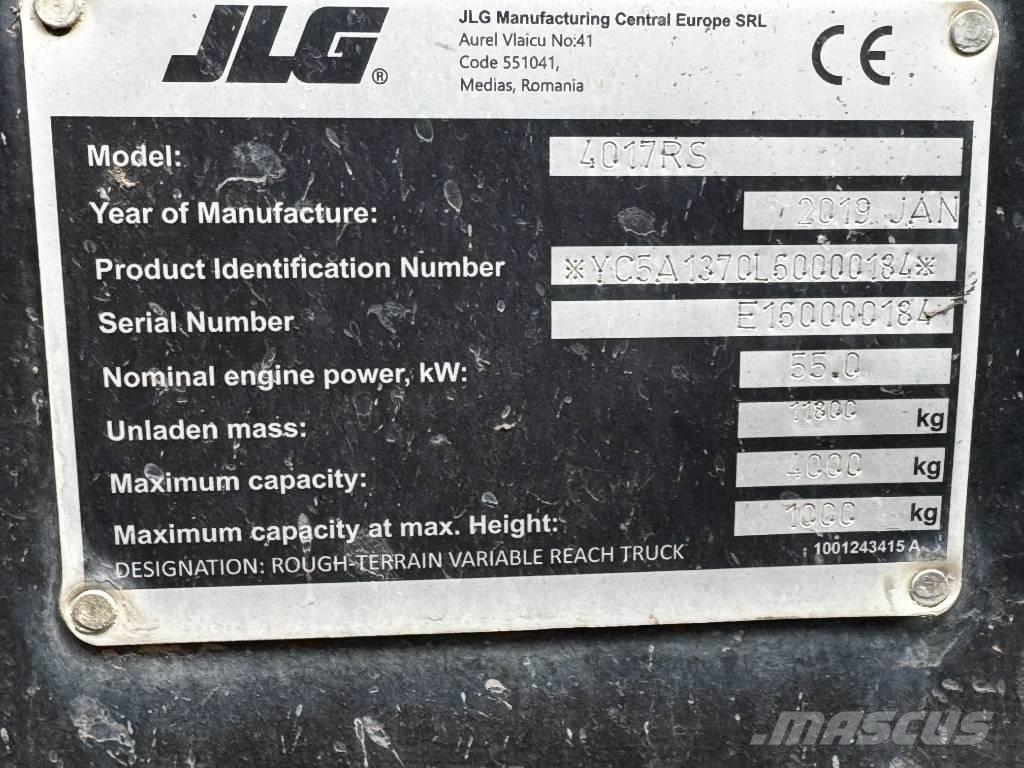 JLG®
JLG Manufacturing Central Europe SRL
Aurel Vlaicu No:41
Code 551041,
Medias, Romania
CE
Model: 4017RS
Year of Manufacture: 2019 JAN
Product Identification Number *YC5A1370L60000184*
Serial Number E160000184
Nominal engine power, kW: 55.0
Unladen mass: 11800 kg
Maximum capacity: 4000 kg
Maximum capacity at max. Height: 1000 kg
DESIGNATION: ROUGH-TERRAIN VARIABLE REACH TRUCK
1001243415 A
MASCUS